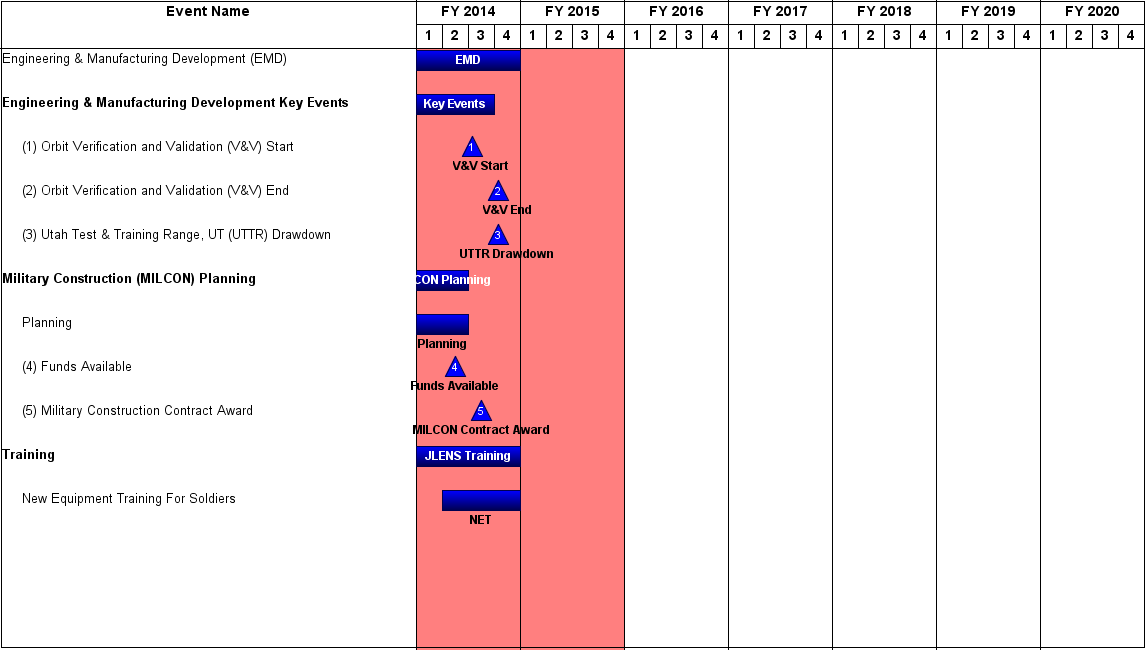 Event Name FY 2014 FY 2015 FY 2016 FY 2017 FY 2018 FY 2019 FY 2020
1 2 3 4 1 2 3 4 1 2 3 4 1 2 3 4 1 2 3 4 1 2 3 4 1 2 3 4
Engineering & Manufacturing Development (EMD) EMD
Engineering & Manufacturing Development Key Events Key Events
(1) Orbit Verification and Validation (V&V) Start 1
V&V Start
(2) Orbit Verification and Validation (V&V) End 2
V&V End
(3) Utah Test & Training Range, UT (UTTR) Drawdown 3
UTTR Drawdown
Military Construction (MILCON) Planning CON Planning
Planning
Planning
(4) Funds Available 4
Funds Available
(5) Military Construction Contract Award 5
MILCON Contract Award
Training JLENS Training
New Equipment Training For Soldiers
NET